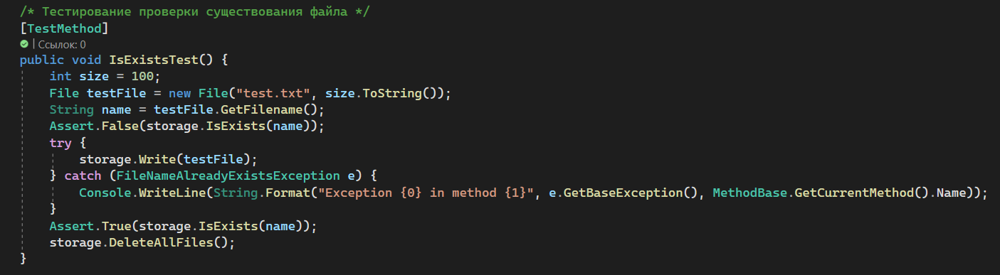 /* Тестирование проверки существования файла */
[TestMethod]
| Ссылок: 0
public void IsExistsTest() {
    int size = 100;
    File testFile = new File("test.txt", size.ToString());
    String name = testFile.GetFilename();
    Assert.False(storage.IsExists(name));
    try {
        storage.Write(testFile);
    } catch (FileNameAlreadyExistsException e) {
        Console.WriteLine(String.Format("Exception {0} in method {1}", e.GetBaseException(), MethodBase.GetCurrentMethod().Name));
    }
    Assert.True(storage.IsExists(name));
    storage.DeleteAllFiles();
}